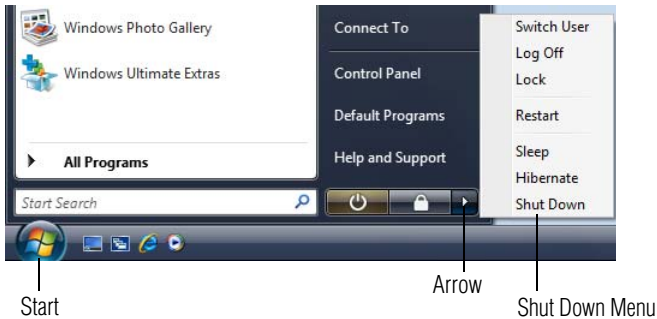 Windows Photo Gallery
Windows Ultimate Extras
All Programs
Start Search
Connect To
Control Panel
Default Programs
Help and Support
Switch User
Log Off
Lock
Restart
Sleep
Hibernate
Shut Down
Start
Arrow
Shut Down Menu